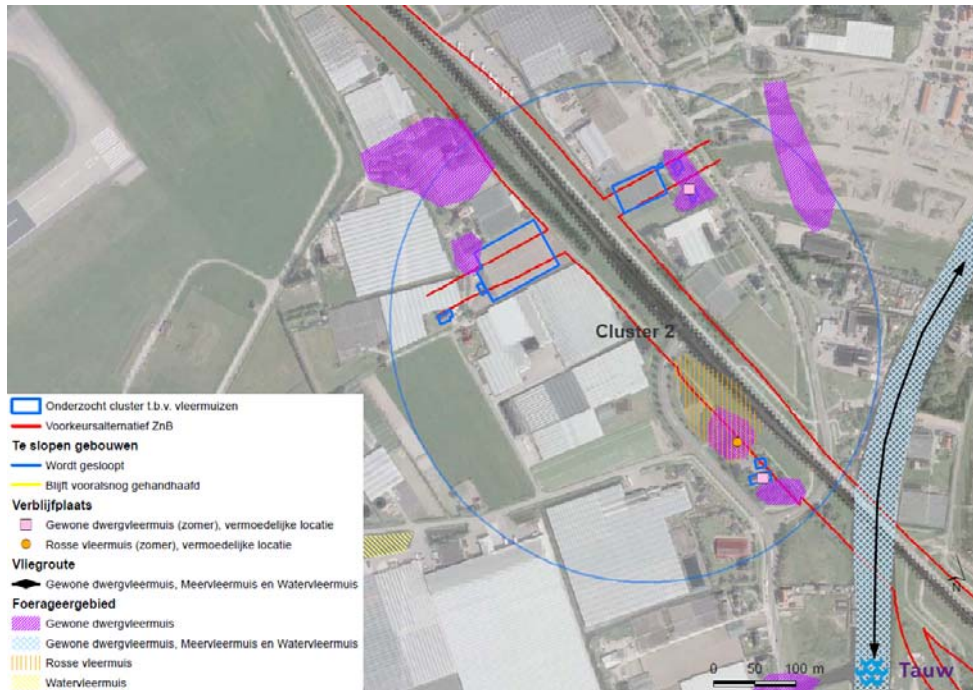 Cluster 2
Onderzocht cluster t.b.v. vleermuizen
Voorkeursalternatief ZnB
Te slopen gebouwen
Wordt gesloopt
Blijft vooralsnog gehandhaafd
Verblijfplaats
Gewone dwergvleermuis (zomer), vermoedelijke locatie
Rosse vleermuis (zomer), vermoedelijke locatie
Vliegroute
Gewone dwergvleermuis, Meervleermuis en Watervleermuis
Foerageergebied
Gewone dwergvleermuis
Gewone dwergvleermuis, Meervleermuis en Watervleermuis
Rosse vleermuis
Watervleermuis
N
0 50 100 m
Tauw